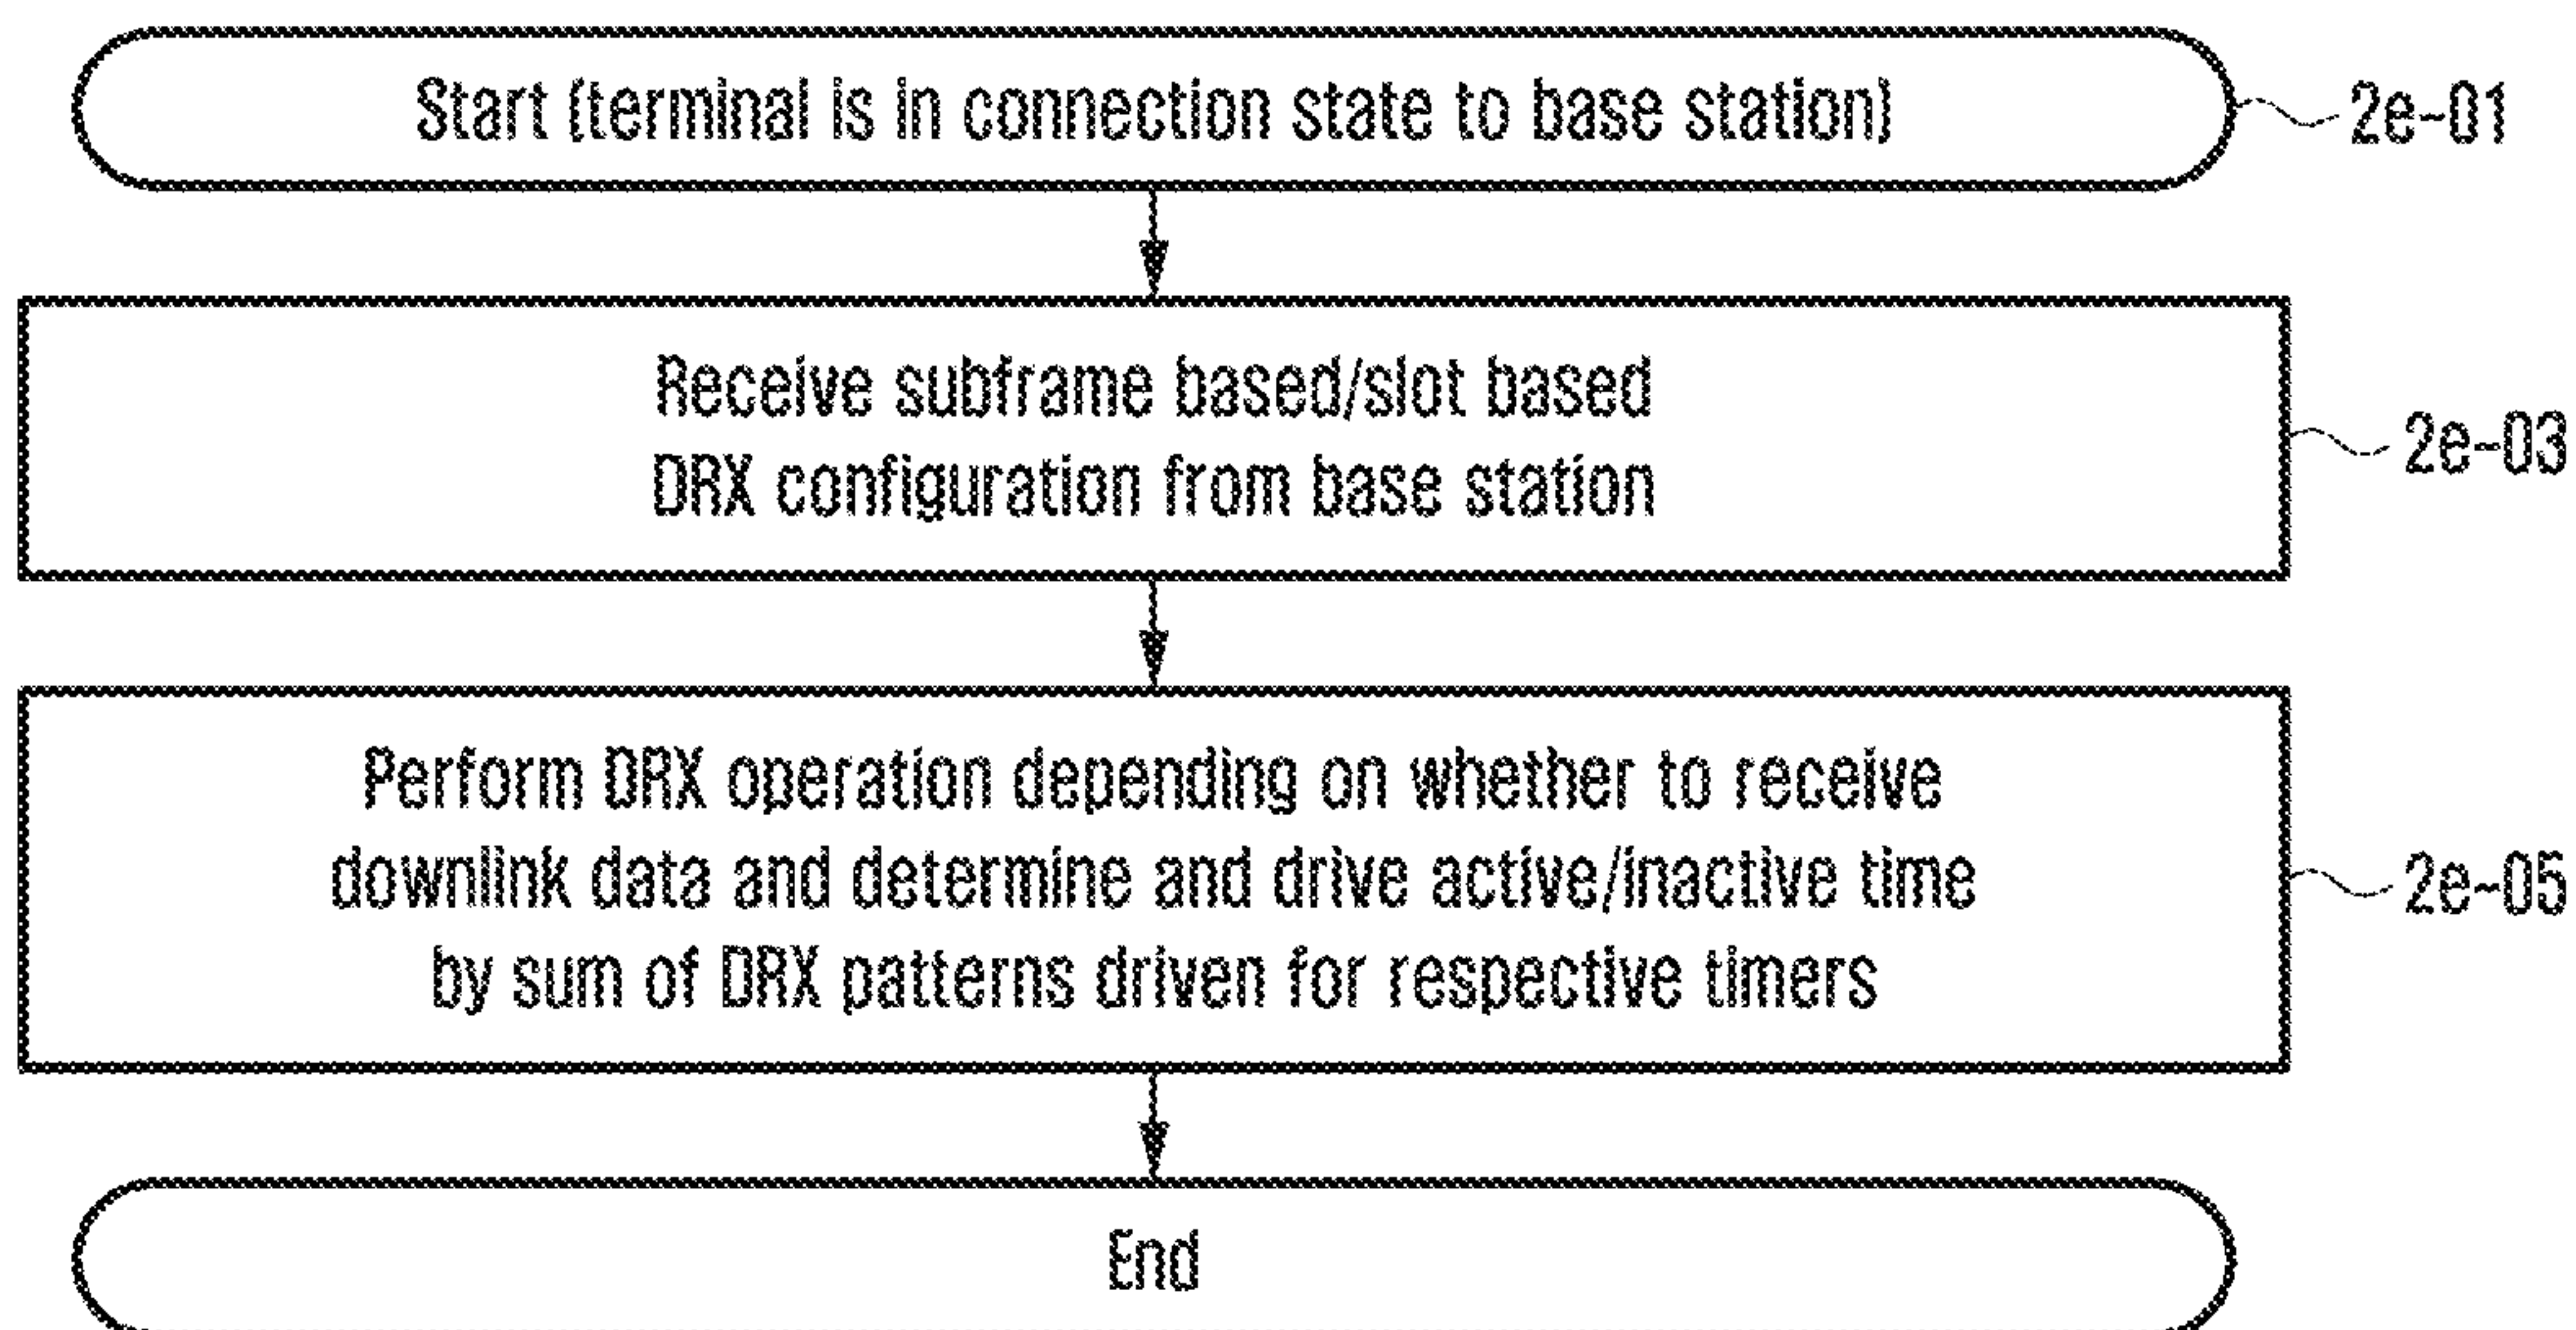 Start (terminal is in connection state to base station)
2e-01
Receive subframe based/slot based
DRX configuration from base station
2e-03
Perform DRX operation depending on whether to receive
downlink data and determine and drive active/inactive time
by sum of DRX patterns driven for respective timers
2e-05
End